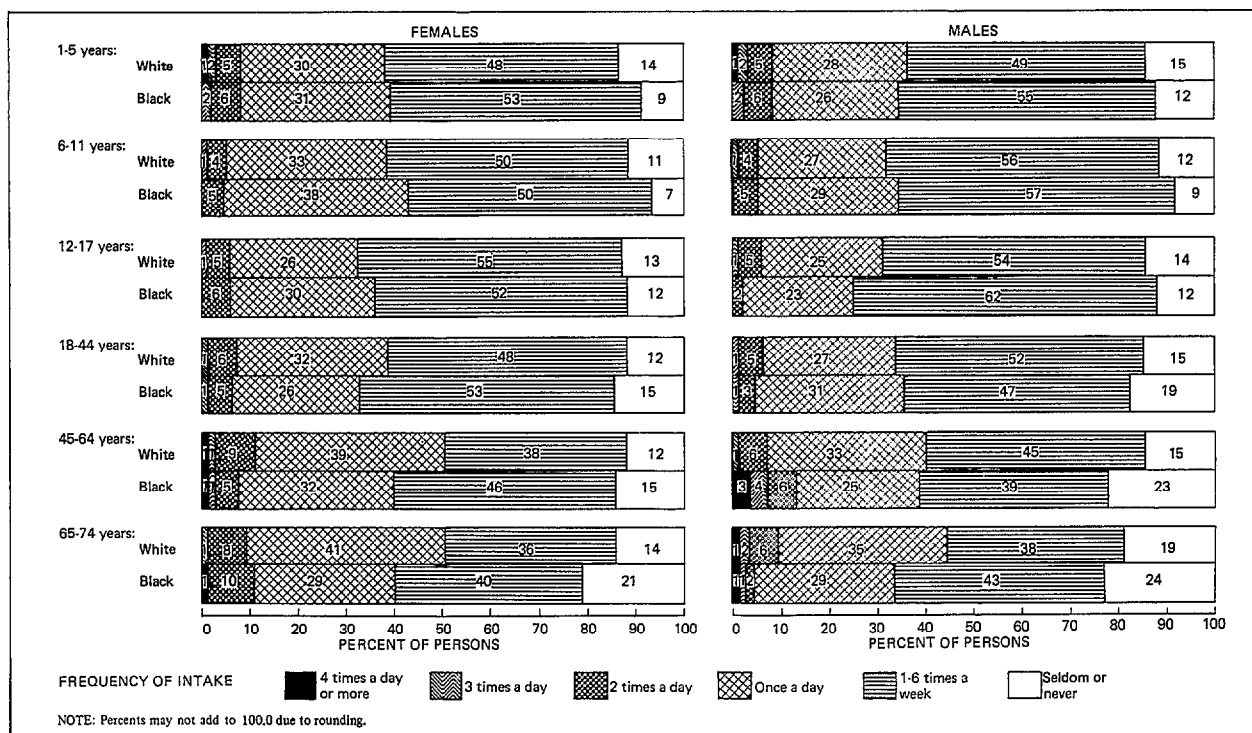 FEMALES MALES
1-5 years:
White 1 2 5 30 48 14 1 2 5 28 49 15
Black 2 6 31 53 9 2 6 26 55 12
6-11 years:
White 1 4 33 50 11 1 4 27 56 12
Black 5 38 50 7 5 29 57 9
12-17 years:
White 1 5 26 55 13 1 5 25 54 14
Black 6 30 52 12 2 23 62 12
18-44 years:
White 1 6 32 48 12 1 5 27 52 15
Black 1 5 26 53 15 1 3 31 47 19
45-64 years:
White 1 1 9 39 38 12 1 6 33 45 15
Black 1 1 5 32 46 15 3 4 6 25 39 23
65-74 years:
White 1 8 41 36 14 1 2 6 35 38 19
Black 1 10 29 40 21 1 1 2 29 43 24
0 10 20 30 40 50 60 70 80 90 100 0 10 20 30 40 50 60 70 80 90 100
PERCENT OF PERSONS PERCENT OF PERSONS
FREQUENCY OF INTAKE 4 times a day or more 3 times a day 2 times a day Once a day 1-6 times a week Seldom or never
NOTE: Percents may not add to 100.0 due to rounding.